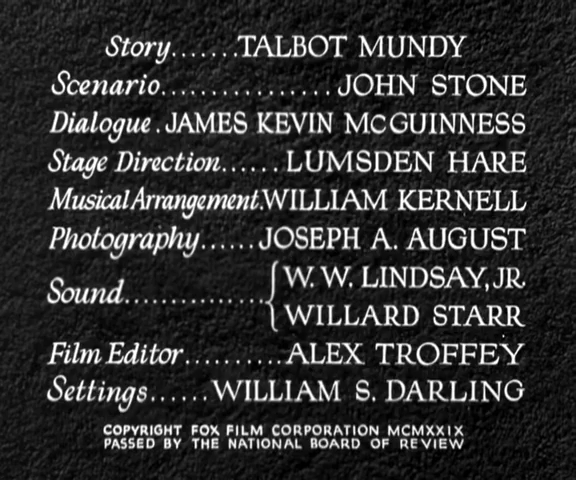 Story.......TALBOT MUNDY
Scenario................JOHN STONE
Dialogue.JAMES KEVIN McGUINNESS
Stage Direction......LUMSDEN HARE
Musical Arrangement.WILLIAM KERNELL
Photography......JOSEPH A. AUGUST
Sound...............{W. W. LINDSAY, JR.
WILLARD STARR
Film Editor..........ALEX TROFFEY
Settings......WILLIAM S. DARLING
COPYRIGHT FOX FILM CORPORATION MCMXXIX
PASSED BY THE NATIONAL BOARD OF REVIEW